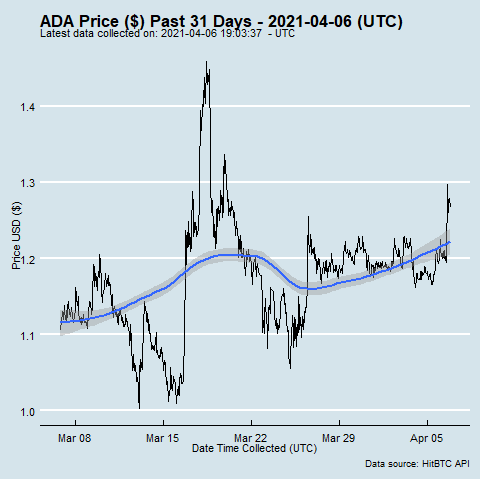 ADA Price ($) Past 31 Days - 2021-04-06 (UTC)
Latest data collected on: 2021-04-06 19:03:37 - UTC
1.4
1.3
1.2
1.1
1.0
Price USD ($)
Mar 08 Mar 15 Mar 22 Mar 29 Apr 05
Date Time Collected (UTC)
Data source: HitBTC API